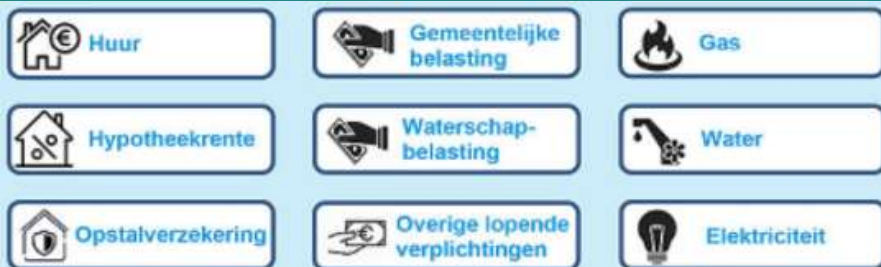 Huur
Gemeentelijke
belasting
Gas
Hypotheekrente
Waterschap-
belasting
Water
Opstalverzekering
Overige lopende
verplichtingen
Elektriciteit